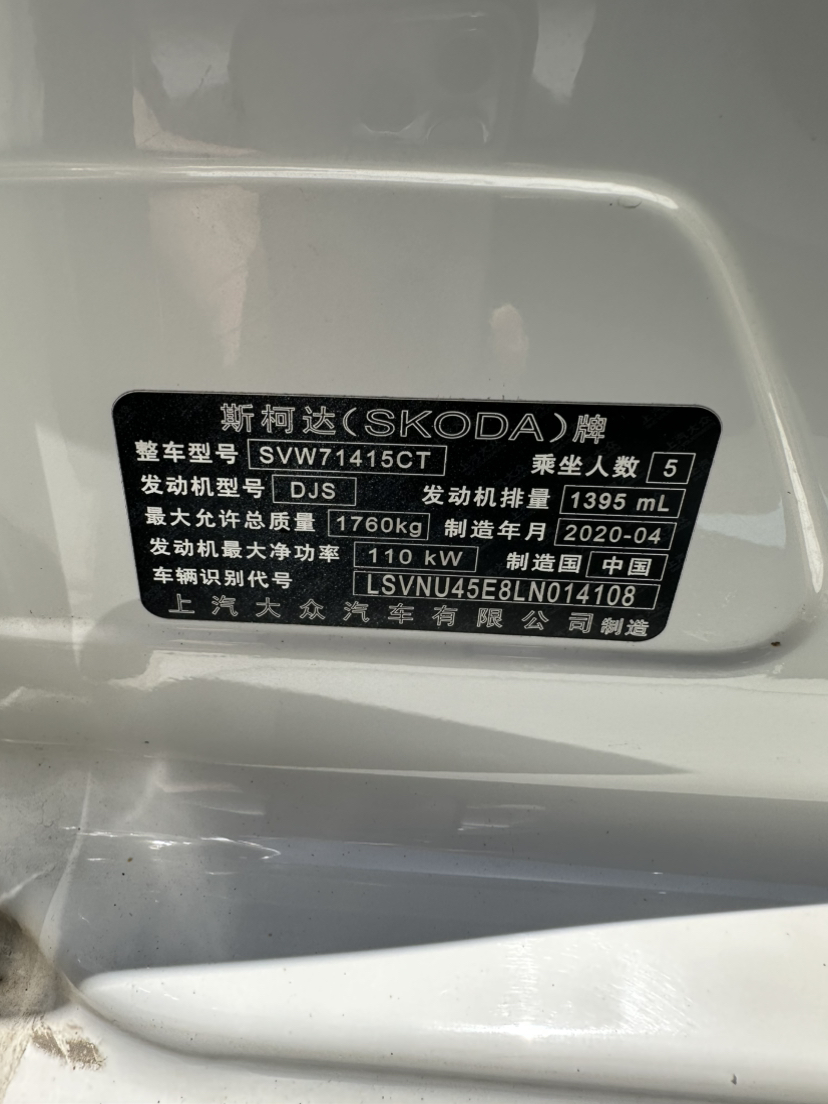 斯柯达(SKODA)牌
整车型号 SVW71415CT 乘坐人数 5
发动机型号 DJS 发动机排量 1395 mL
最大允许总质量 1760kg 制造年月 2020-04
发动机最大净功率 110 kW 制造国 中国
车辆识别代号 LSVNU45E8LN014108
上汽大众汽车有限公司制造